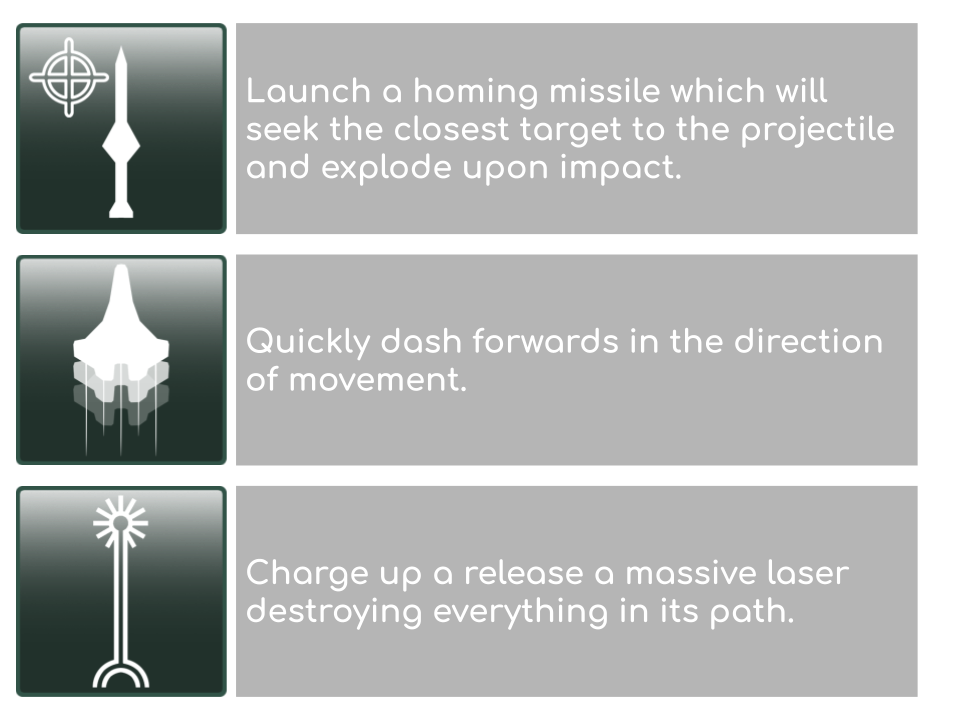 Launch a homing missile which will
seek the closest target to the projectile
and explode upon impact.
Quickly dash forwards in the direction
of movement.
Charge up a release a massive laser
destroying everything in its path.